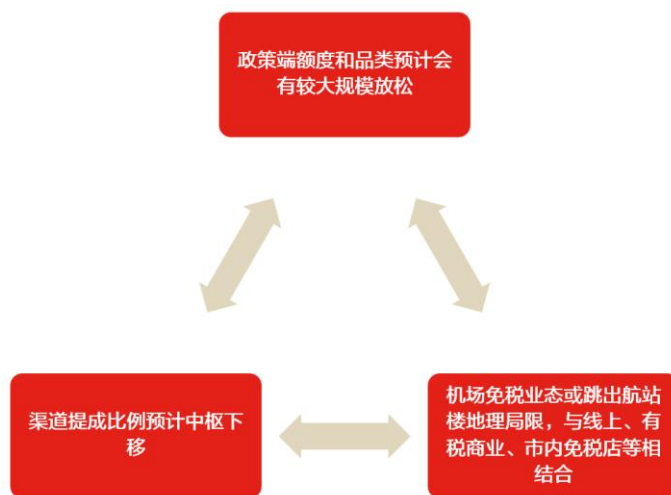 政策端额度和品类预计会
有较大规模放松
渠道提成比例预计中枢下
移
机场免税业态或跳出航站
楼地理局限，与线上、有
税商业、市内免税店等相
结合